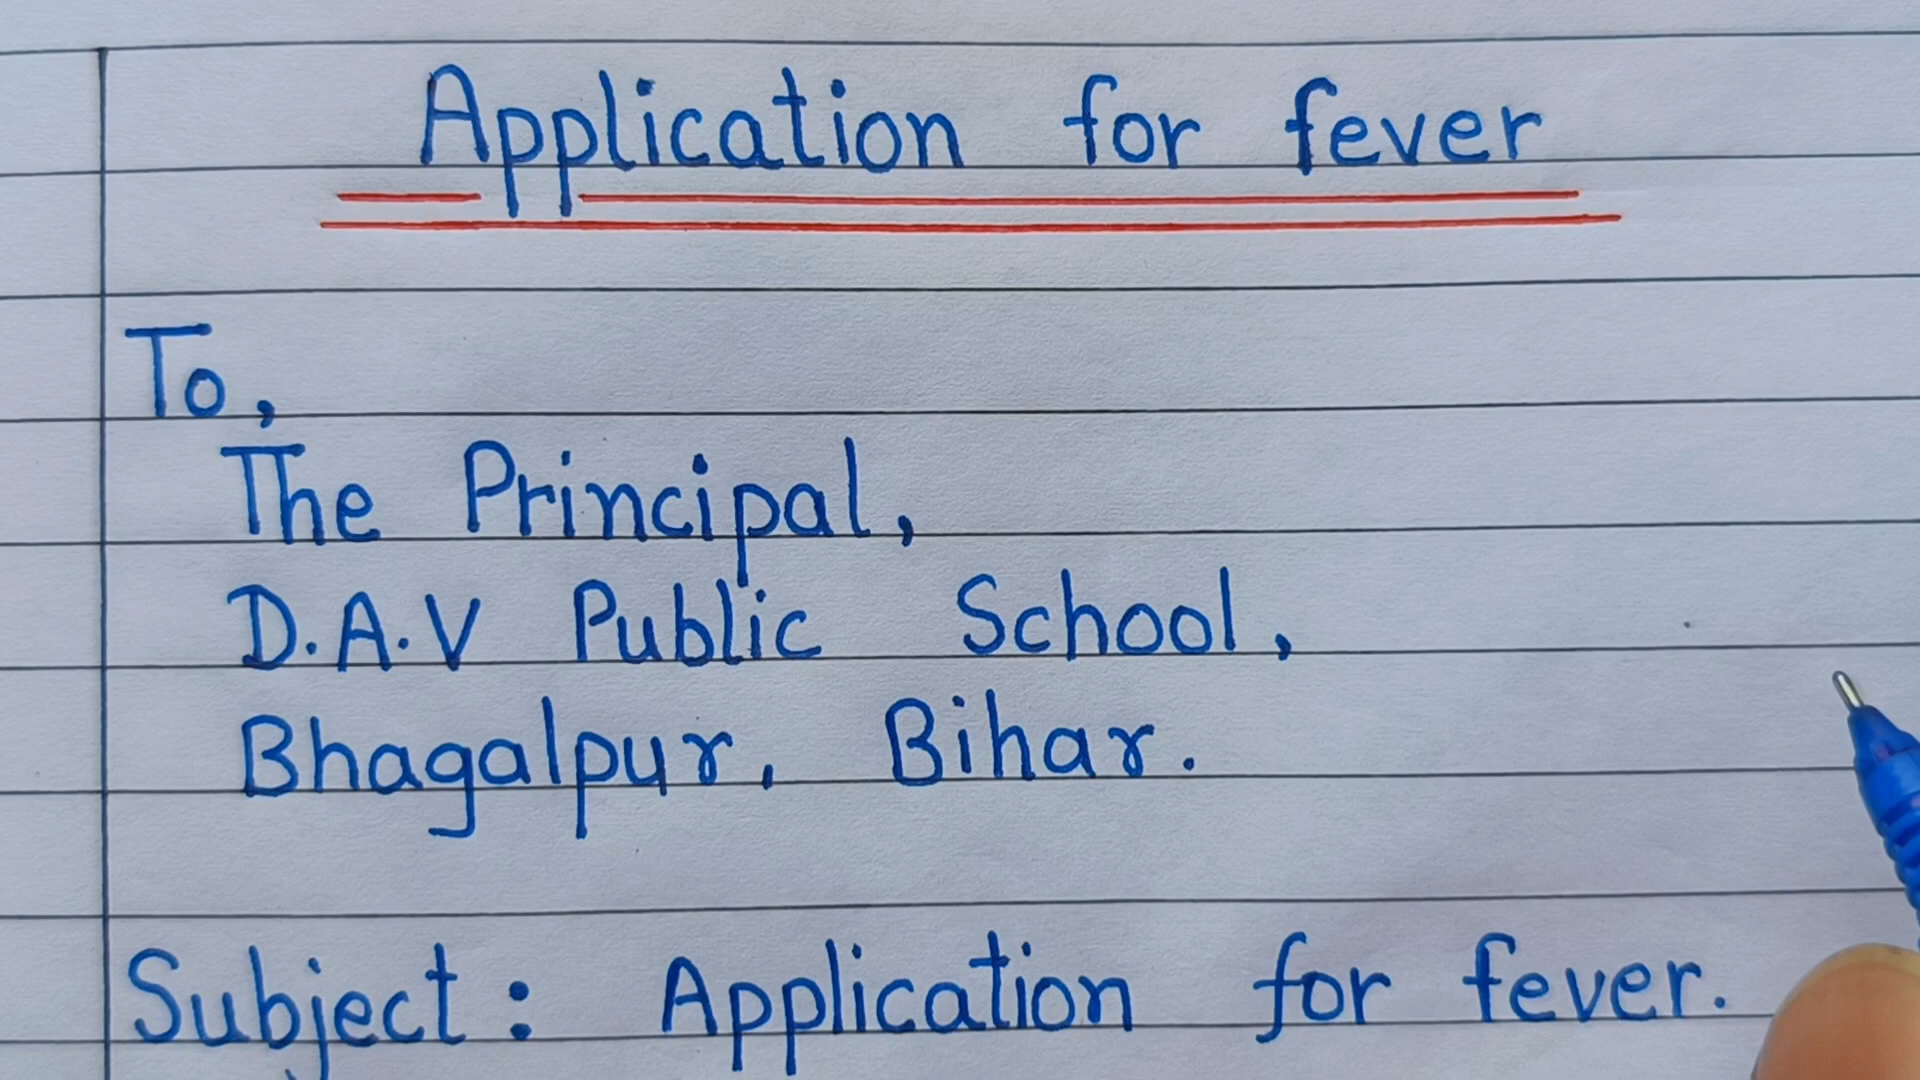 Application for fever
To,
The Principal,
D.A.V Public School,
Bhagalpur, Bihar.
Subject: Application for fever.